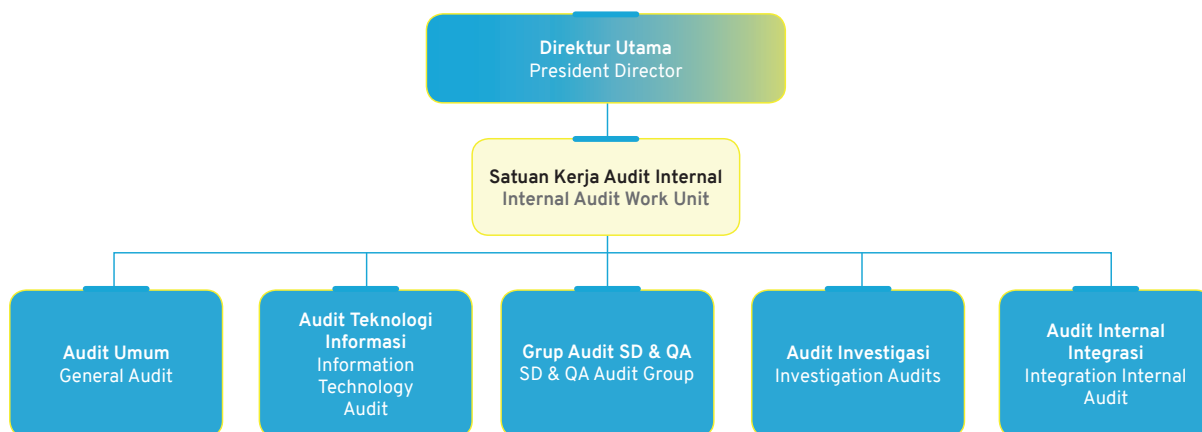 Direktur Utama
President Director
Satuan Kerja Audit Internal
Internal Audit Work Unit
Audit Umum
General Audit
Audit Teknologi
Informasi
Information
Technology
Audit
Grup Audit SD & QA
SD & QA Audit Group
Audit Investigasi
Investigation Audits
Audit Internal
Integrasi
Integration Internal
Audit